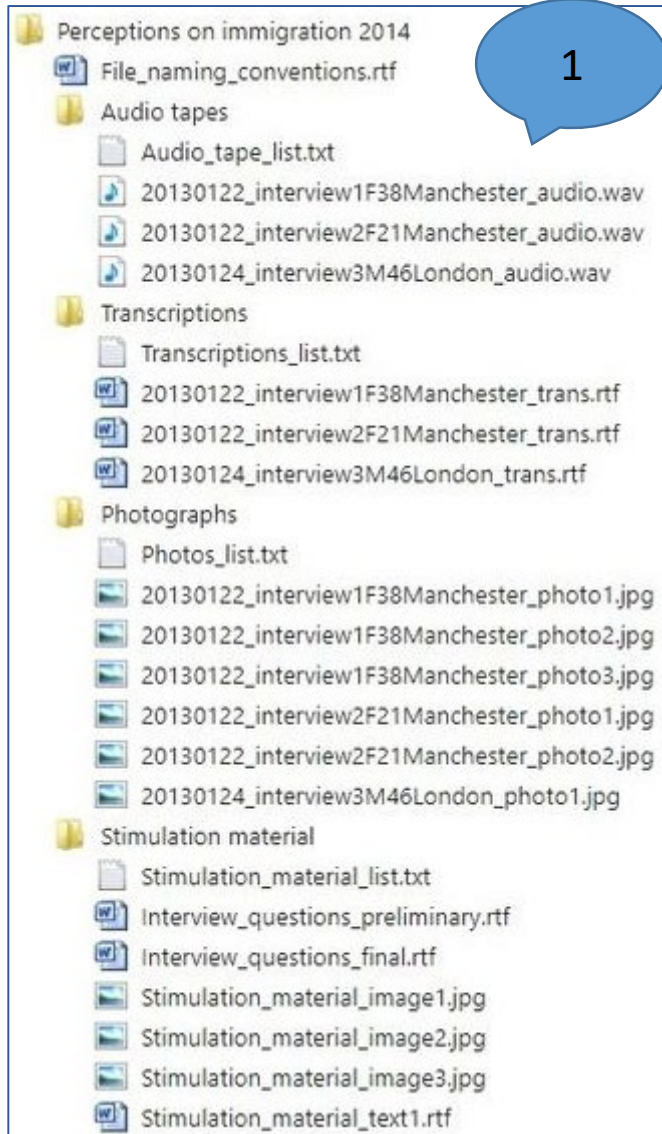 Perceptions on immigration 2014
1
File_naming_conventions.rtf
Audio tapes
Audio_tape_list.txt
20130122_interview1F38Manchester_audio.wav
20130122_interview2F21Manchester_audio.wav
20130124_interview3M46London_audio.wav
Transcriptions
Transcriptions_list.txt
20130122_interview1F38Manchester_trans.rtf
20130122_interview2F21Manchester_trans.rtf
20130124_interview3M46London_trans.rtf
Photographs
Photos_list.txt
20130122_interview1F38Manchester_photo1.jpg
20130122_interview1F38Manchester_photo2.jpg
20130122_interview1F38Manchester_photo3.jpg
20130122_interview2F21Manchester_photo1.jpg
20130122_interview2F21Manchester_photo2.jpg
20130124_interview3M46London_photo1.jpg
Stimulation material
Stimulation_material_list.txt
Interview_questions_preliminary.rtf
Interview_questions_final.rtf
Stimulation_material_image1.jpg
Stimulation_material_image2.jpg
Stimulation_material_image3.jpg
Stimulation_material_text1.rtf